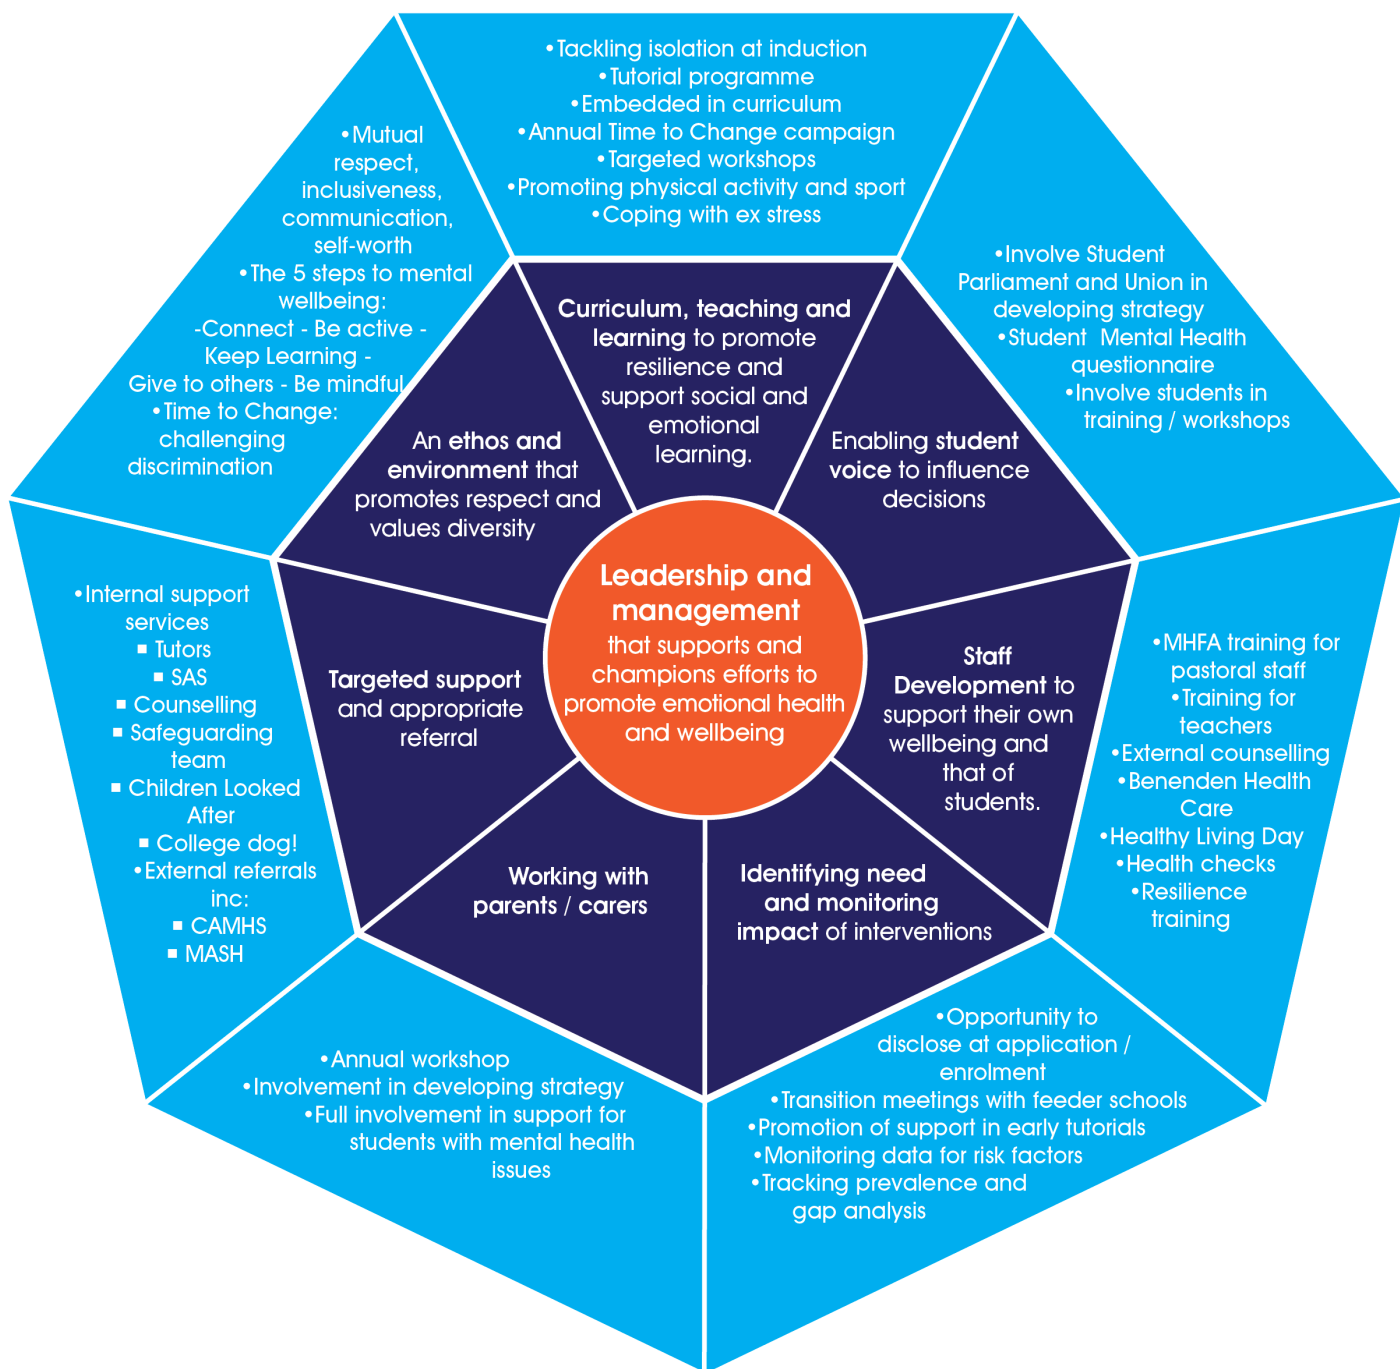 •Tackling isolation at induction
•Tutorial programme
•Embedded in curriculum
•Annual Time to Change campaign
•Targeted workshops
•Promoting physical activity and sport
•Coping with ex stress
Curriculum, teaching and
learning to promote
resilience and
support social and
emotional
learning.
•Involve Student
Parliament and Union in
developing strategy
•Student  Mental Health
questionnaire
•Involve students in
training / workshops
Enabling student
voice to influence
decisions
•MHFA training for
pastoral staff
•Training for
teachers
•External counselling
•Benenden Health
Care
•Healthy Living Day
•Health checks
•Resilience
training
Staff
Development to
support their own
wellbeing and
that of
students.
•Opportunity to
disclose at application /
enrolment
•Transition meetings with feeder schools
•Promotion of support in early tutorials
•Monitoring data for risk factors
•Tracking prevalence and
gap analysis
Identifying need
and monitoring
impact of interventions
•Annual workshop
•Involvement in developing strategy
•Full involvement in support for
students with mental health
issues
Working with
parents / carers
•Internal support
services
▪ Tutors
▪ SAS
▪ Counselling
▪ Safeguarding
team
▪ Children Looked
After
▪ College dog!
•External referrals
inc:
▪ CAMHS
▪ MASH
Targeted support
and appropriate
referral
•Mutual
respect,
inclusiveness,
communication,
self-worth
•The 5 steps to mental
wellbeing:
-Connect - Be active -
Keep Learning -
Give to others - Be mindful
•Time to Change:
challenging
discrimination
An ethos and
environment that
promotes respect and
values diversity
Leadership and
management
that supports and
champions efforts to
promote emotional health
and wellbeing